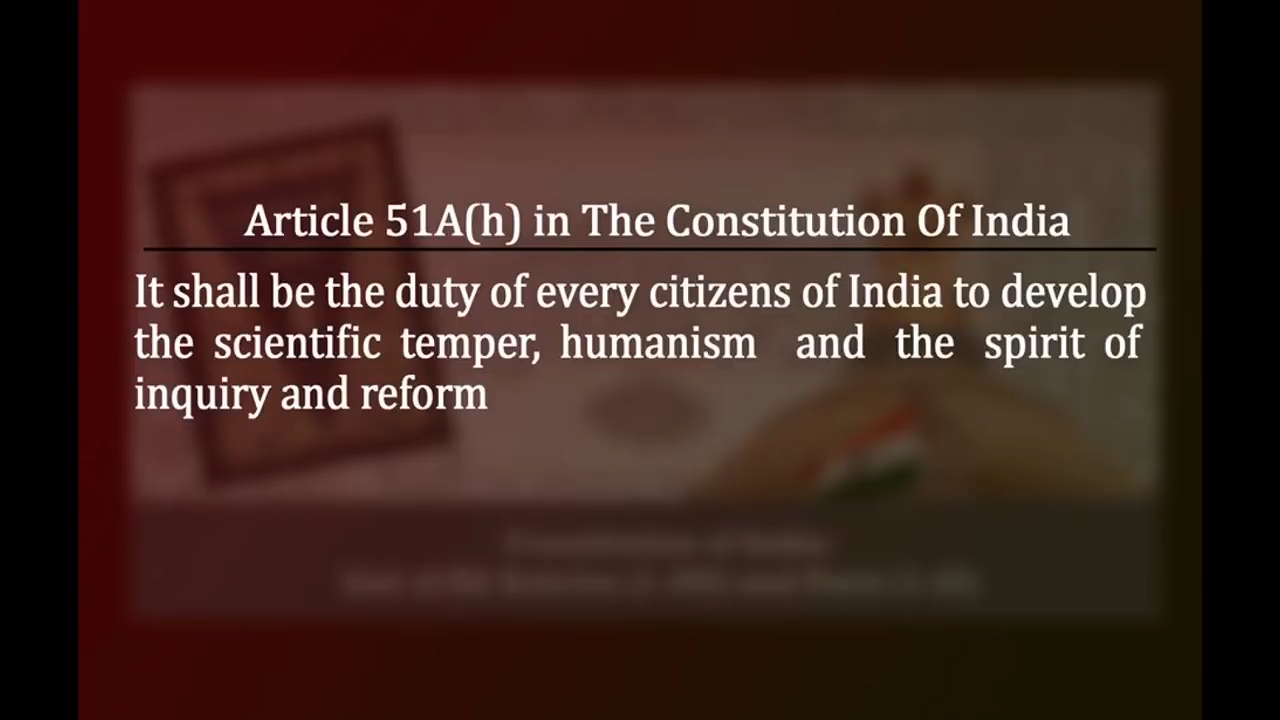 Article 51A(h) in The Constitution Of India
It shall be the duty of every citizens of India to develop
the scientific temper, humanism and the spirit of
inquiry and reform